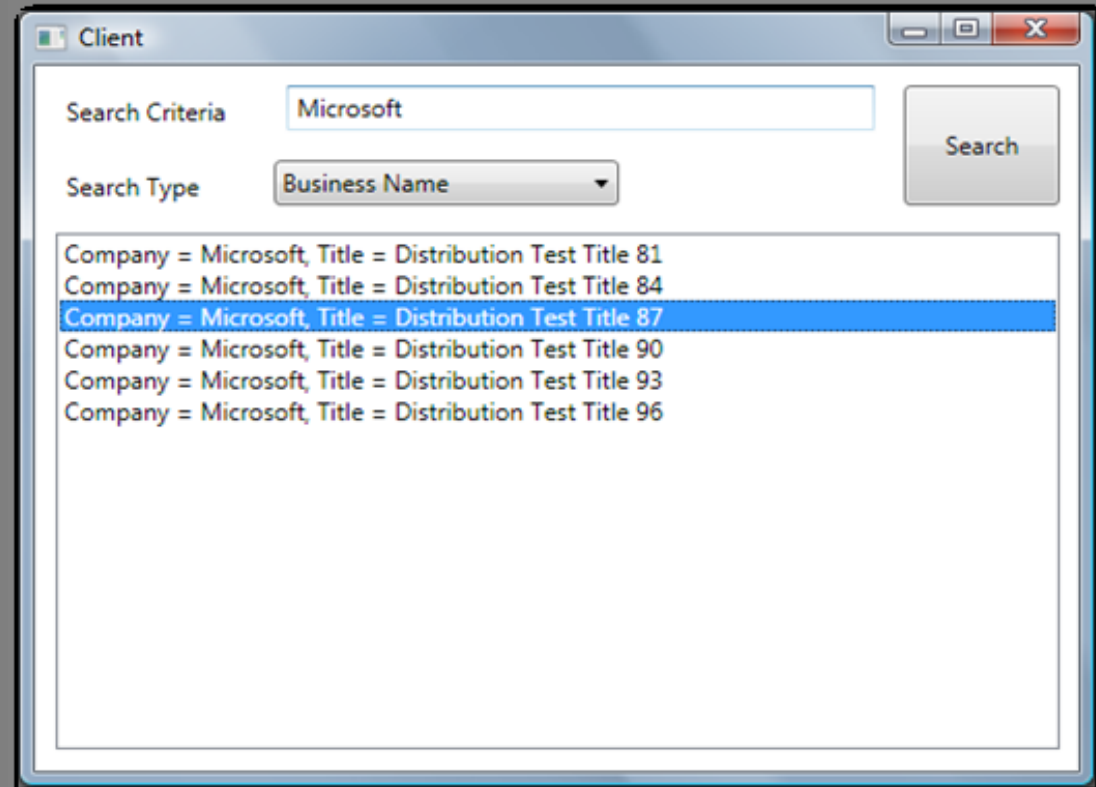 Client
Search Criteria
Microsoft
Search
Search Type
Business Name
Company = Microsoft, Title = Distribution Test Title 81
Company = Microsoft, Title = Distribution Test Title 84
Company = Microsoft, Title = Distribution Test Title 87
Company = Microsoft, Title = Distribution Test Title 90
Company = Microsoft, Title = Distribution Test Title 93
Company = Microsoft, Title = Distribution Test Title 96